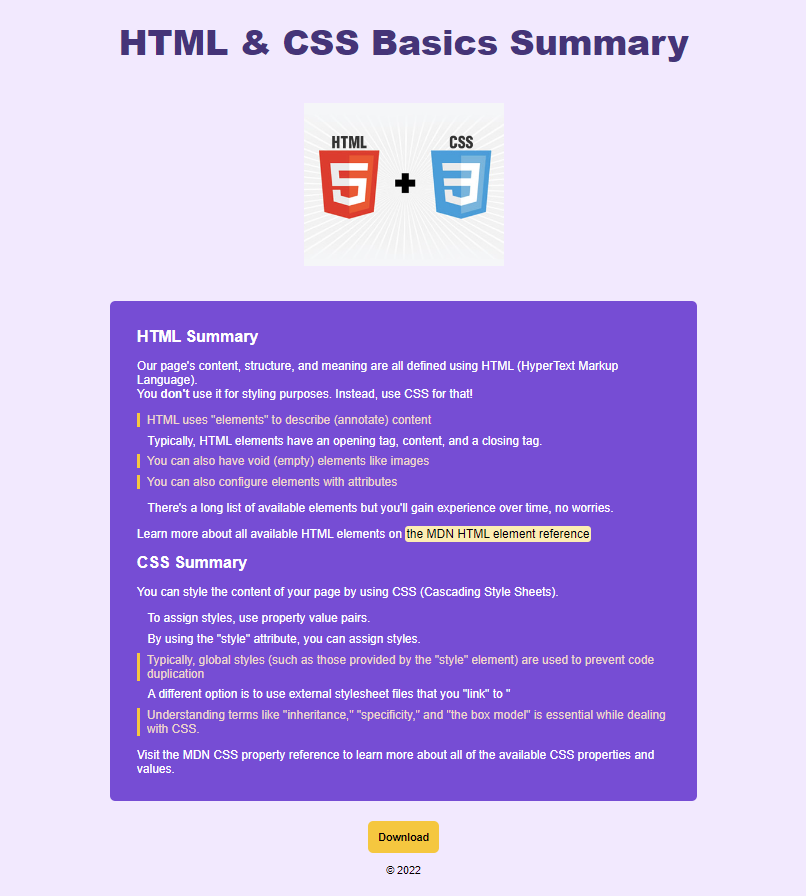 HTML & CSS Basics Summary
HTML CSS
HTML Summary
Our page's content, structure, and meaning are all defined using HTML (HyperText Markup
Language).
You don't use it for styling purposes. Instead, use CSS for that!
HTML uses "elements" to describe (annotate) content
Typically, HTML elements have an opening tag, content, and a closing tag.
You can also have void (empty) elements like images
You can also configure elements with attributes
There's a long list of available elements but you'll gain experience over time, no worries.
Learn more about all available HTML elements on the MDN HTML element reference
CSS Summary
You can style the content of your page by using CSS (Cascading Style Sheets).
To assign styles, use property value pairs.
By using the "style" attribute, you can assign styles.
Typically, global styles (such as those provided by the "style" element) are used to prevent code
duplication
A different option is to use external stylesheet files that you "link" to "
Understanding terms like "inheritance," "specificity," and "the box model" is essential while dealing
with CSS.
Visit the MDN CSS property reference to learn more about all of the available CSS properties and
values.
Download
© 2022